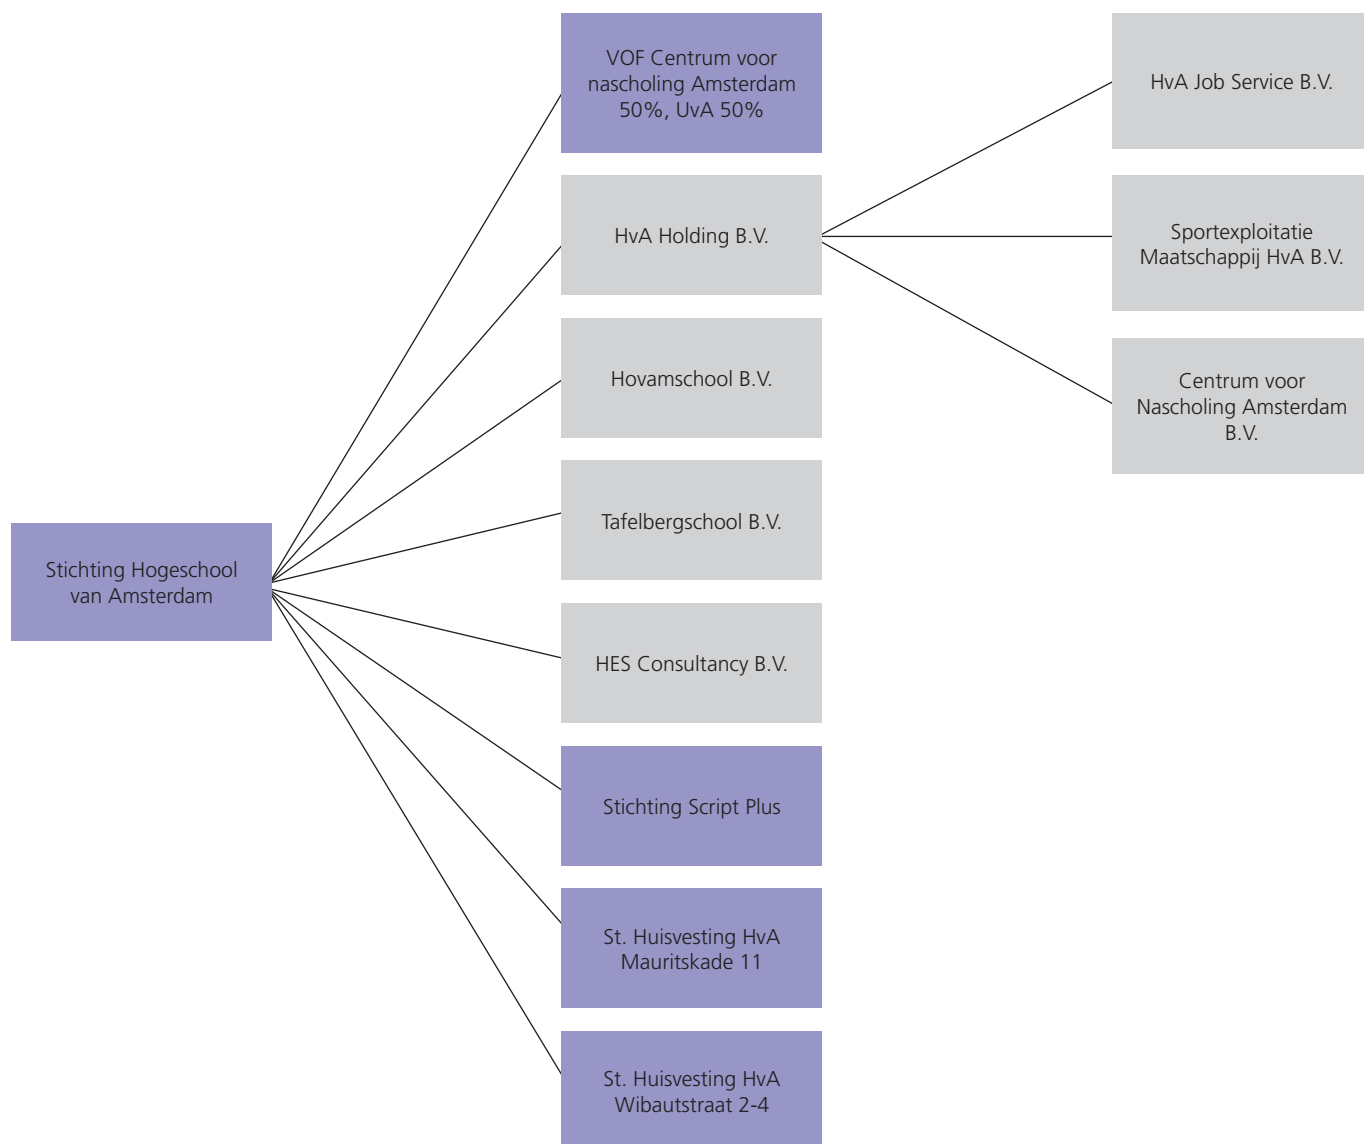 Stichting Hogeschool
van Amsterdam
VOF Centrum voor
nascholing Amsterdam
50%, UvA 50%
HvA Holding B.V.
Hovamschool B.V.
Tafelbergschool B.V.
HES Consultancy B.V.
Stichting Script Plus
St. Huisvesting HvA
Mauritskade 11
St. Huisvesting HvA
Wibautstraat 2-4
HvA Job Service B.V.
Sportexploitatie
Maatschappij HvA B.V.
Centrum voor
Nascholing Amsterdam
B.V.